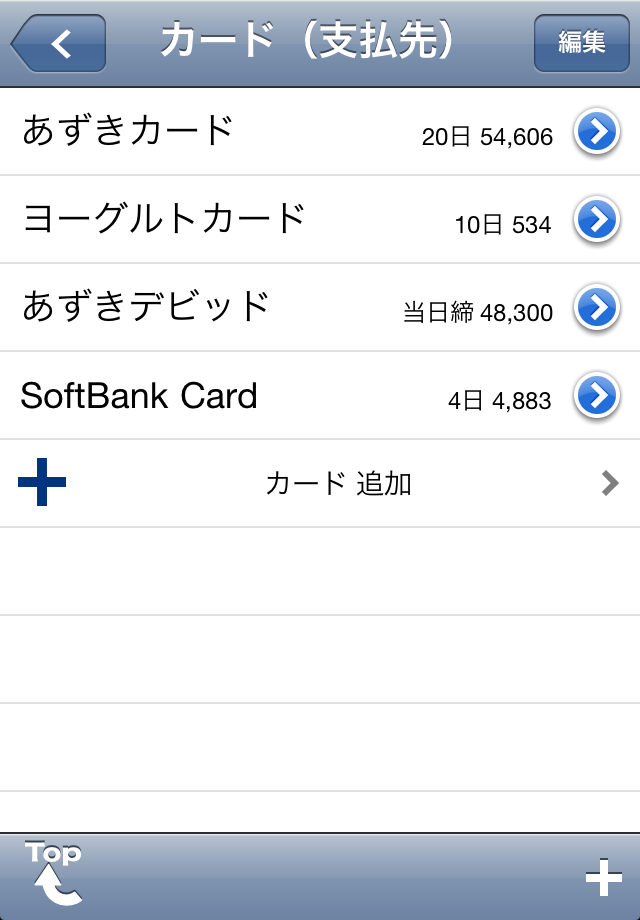 カード（支払先） 編集
あずきカード 20日 54,606
ヨーグルトカード 10日 534
あずきデビッド 当日締 48,300
SoftBank Card 4日 4,883
カード 追加
Top